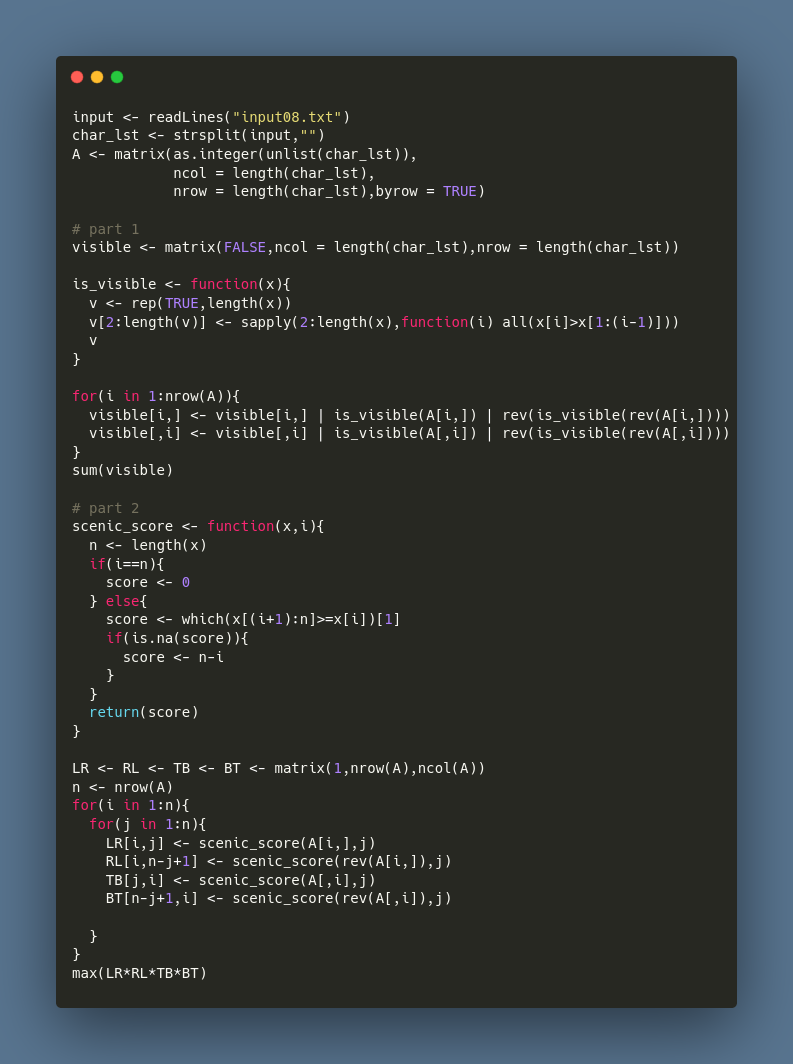 input <- readLines("input08.txt")
char_lst <- strsplit(input,"")
A <- matrix(as.integer(unlist(char_lst)),
            ncol = length(char_lst),
            nrow = length(char_lst),byrow = TRUE)

# part 1
visible <- matrix(FALSE,ncol = length(char_lst),nrow = length(char_lst))

is_visible <- function(x){
  v <- rep(TRUE,length(x))
  v[2:length(v)] <- sapply(2:length(x),function(i) all(x[i]>x[1:(i-1)]))
  v
}

for(i in 1:nrow(A)){
  visible[i,] <- visible[i,] | is_visible(A[i,]) | rev(is_visible(rev(A[i,])))
  visible[,i] <- visible[,i] | is_visible(A[,i]) | rev(is_visible(rev(A[,i])))
}
sum(visible)

# part 2
scenic_score <- function(x,i){
  n <- length(x)
  if(i==n){
    score <- 0
  } else{
    score <- which(x[(i+1):n]>=x[i])[1]
    if(is.na(score)){
      score <- n-i
    }
  }
  return(score)
}

LR <- RL <- TB <- BT <- matrix(1,nrow(A),ncol(A))
n <- nrow(A)
for(i in 1:n){
  for(j in 1:n){
    LR[i,j] <- scenic_score(A[i,],j)
    RL[i,n-j+1] <- scenic_score(rev(A[i,]),j)
    TB[j,i] <- scenic_score(A[,i],j)
    BT[n-j+1,i] <- scenic_score(rev(A[,i]),j)

  }
}
max(LR*RL*TB*BT)